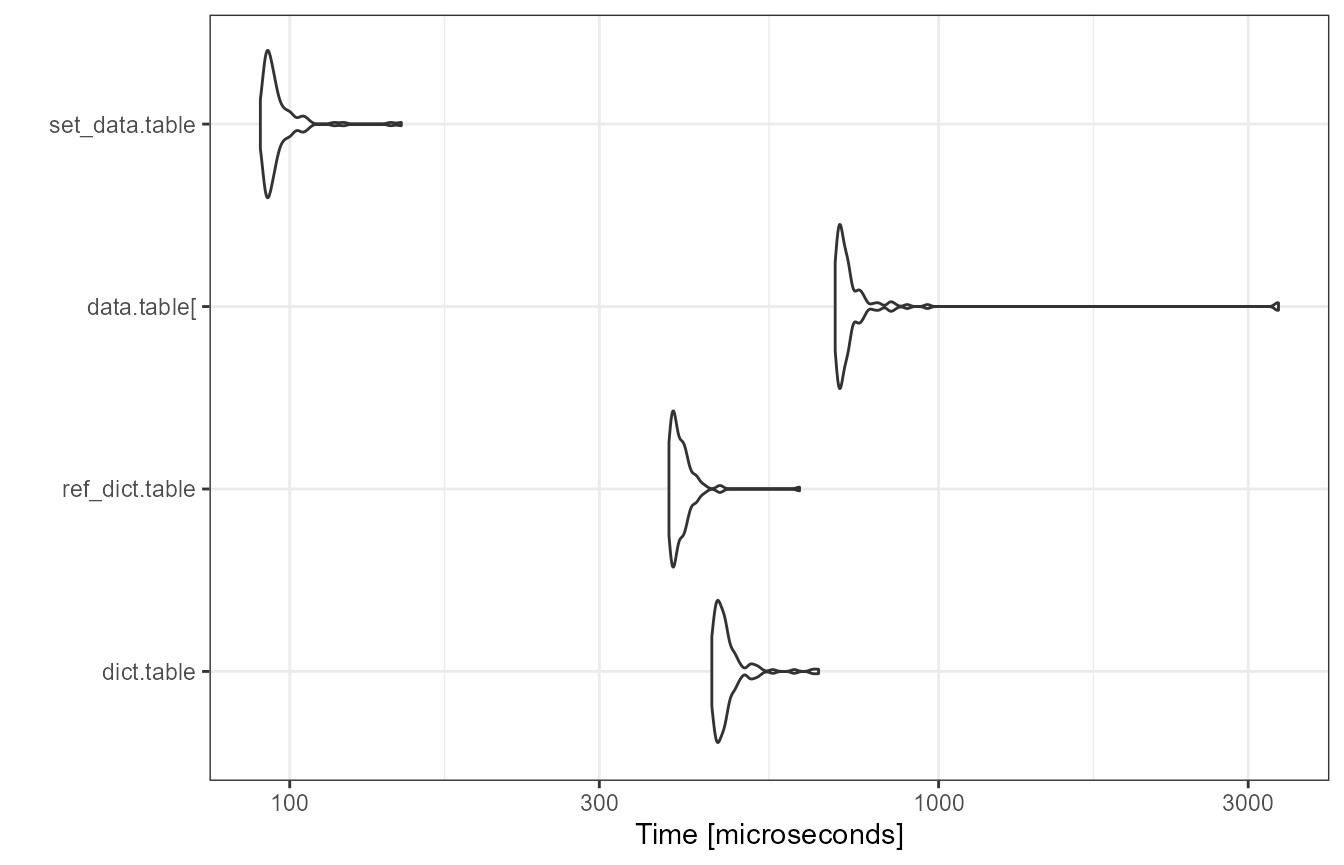 set_data.table
data.table[
ref_dict.table
dict.table
100 300 1000 3000
Time [microseconds]